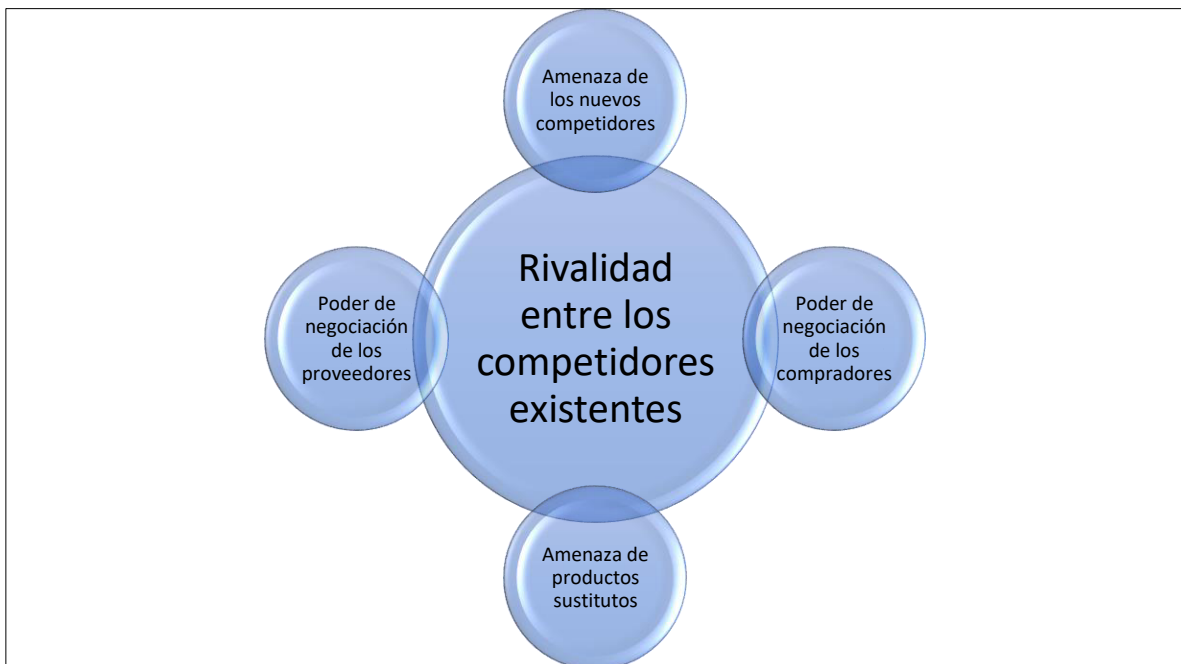 Amenaza de
los nuevos
competidores
Rivalidad
entre los
competidores
existentes
Poder de
negociación
de los
proveedores
Poder de
negociación
de los
compradores
Amenaza de
productos
sustitutos